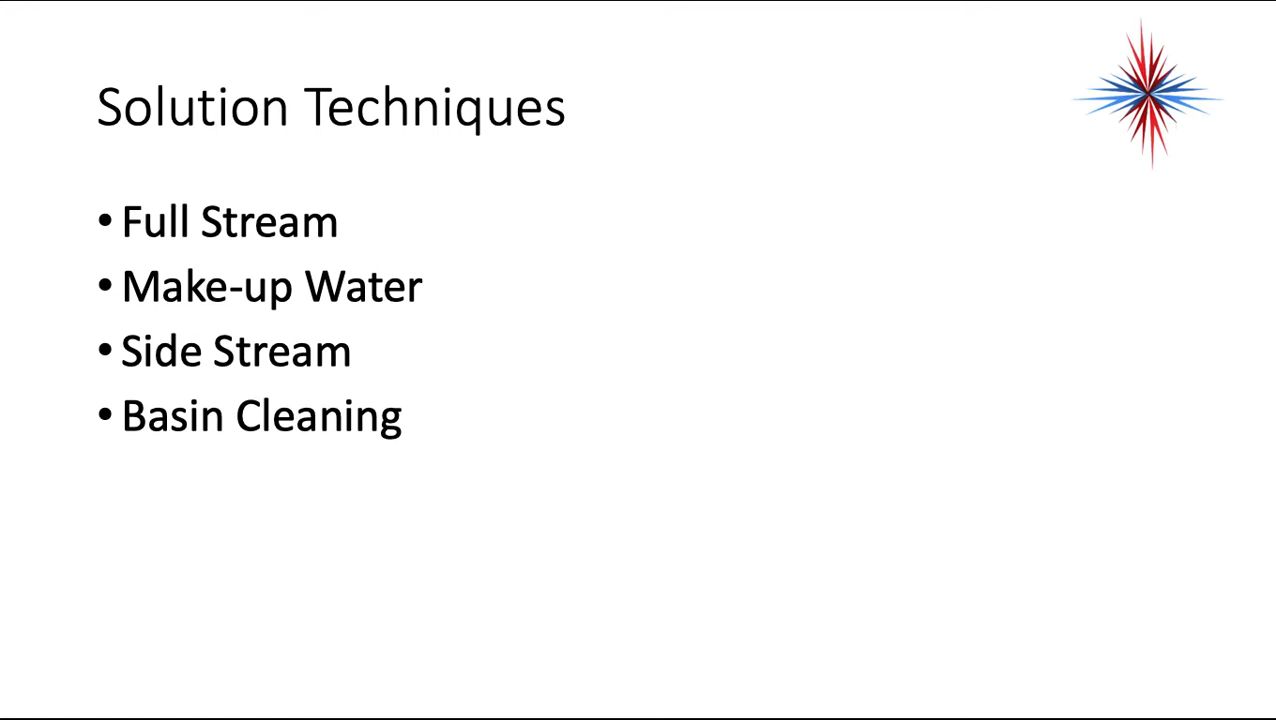 Solution Techniques
• Full Stream
• Make-up Water
• Side Stream
• Basin Cleaning